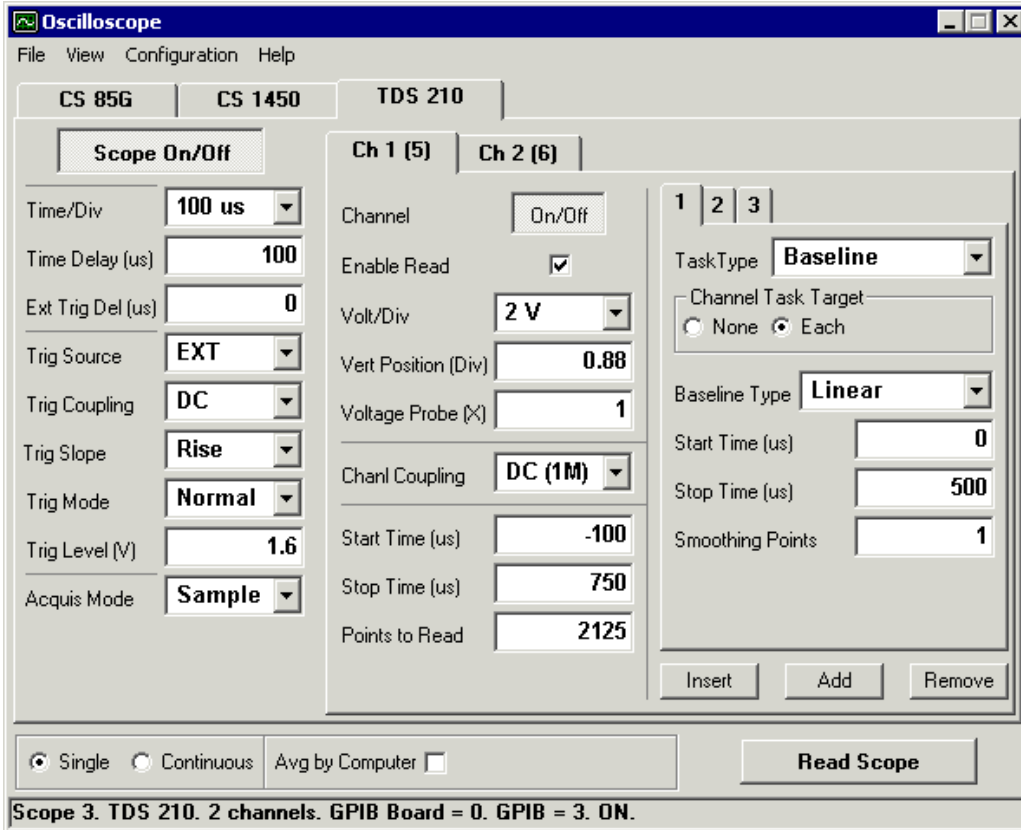 Oscilloscope
File View Configuration Help
CS 85G CS 1450 TDS 210
Scope On/Off
Time/Div 100 us
Time Delay (us) 100
Ext Trig Del (us) 0
Trig Source EXT
Trig Coupling DC
Trig Slope Rise
Trig Mode Normal
Trig Level (V) 1.6
Acquis Mode Sample
Ch 1 (5) Ch 2 (6)
Channel On/Off
Enable Read
Volt/Div 2 V
Vert Position (Div) 0.88
Voltage Probe (X) 1
Chanl Coupling DC (1M)
Start Time (us) -100
Stop Time (us) 750
Points to Read 2125
1 2 3
TaskType Baseline
Channel Task Target
None Each
Baseline Type Linear
Start Time (us) 0
Stop Time (us) 500
Smoothing Points 1
Insert Add Remove
Single Continuous Avg by Computer
Read Scope
Scope 3. TDS 210. 2 channels. GPIB Board = 0. GPIB = 3. ON.